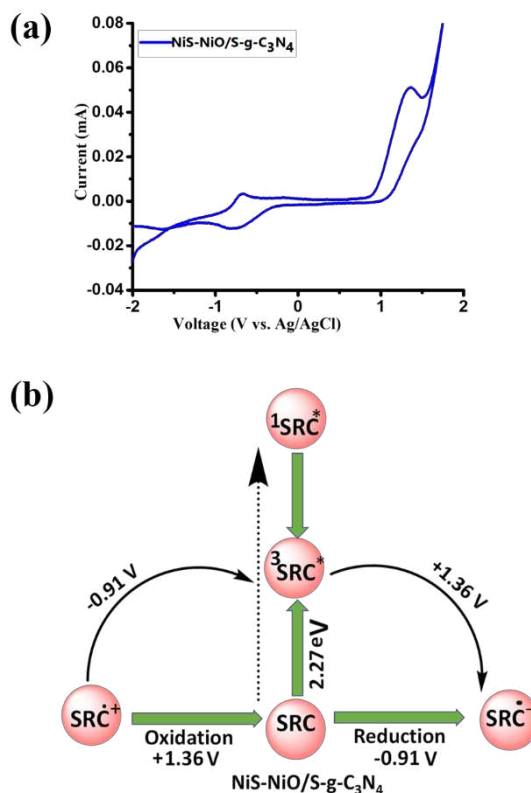 (a)
NiS-NiO/S-g-C₃N₄
0.08
0.06
0.04
0.02
0.00
-0.02
-0.04
Current (mA)
-2 -1 0 1 2
Voltage (V vs. Ag/AgCl)
(b)
¹SRC*
³SRC*
-0.91 V
+1.36 V
2.27 eV
SRC•+
SRC
SRC•−
Oxidation
+1.36 V
Reduction
-0.91 V
NiS-NiO/S-g-C₃N₄